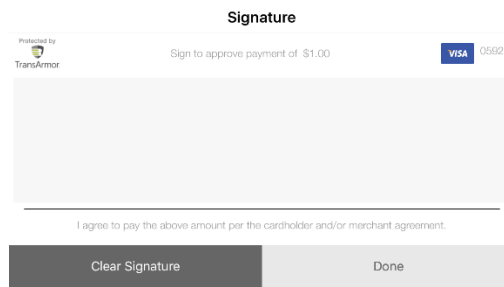 Signature
Protected by
TransArmor
Sign to approve payment of $1.00
VISA 0592
I agree to pay the above amount per the cardholder and/or merchant agreement.
Clear Signature
Done